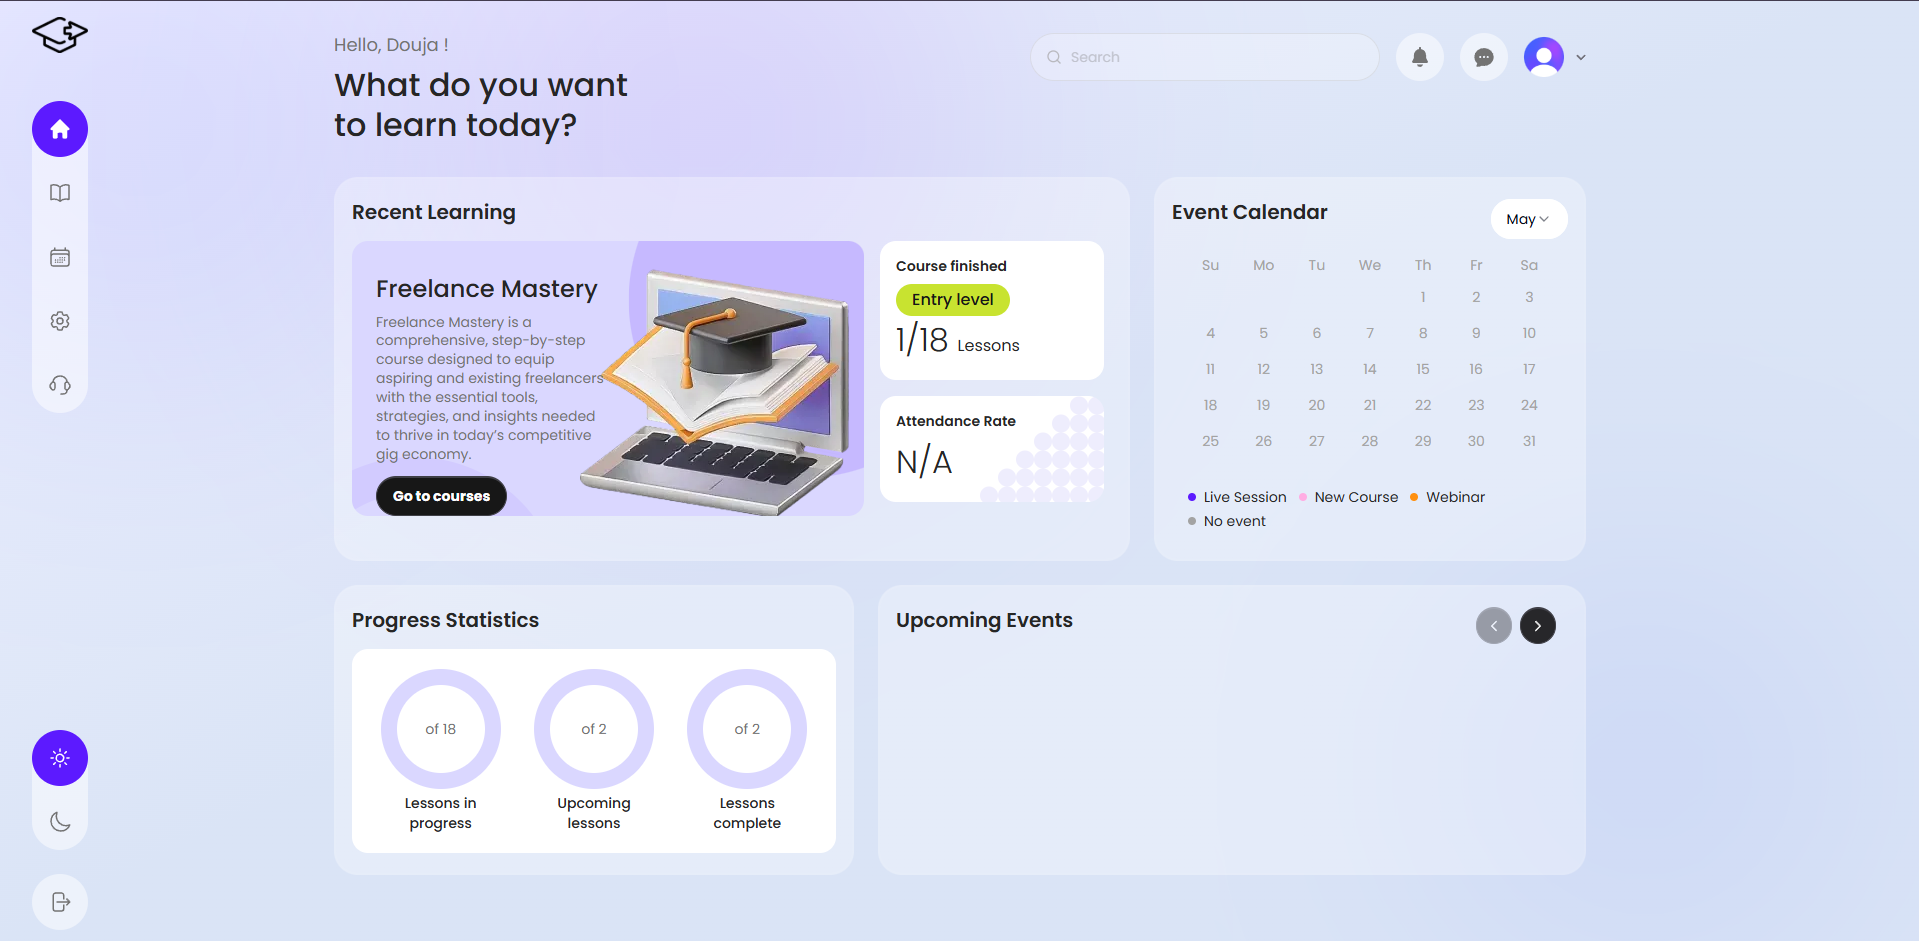 Hello, Douja !
What do you want
to learn today?
Search
Recent Learning
Freelance Mastery
Freelance Mastery is a
comprehensive, step-by-step
course designed to equip
aspiring and existing freelancers
with the essential tools,
strategies, and insights needed
to thrive in today's competitive
gig economy.
Go to courses
Course finished
Entry level
1/18 Lessons
Attendance Rate
N/A
Event Calendar
May
Su Mo Tu We Th Fr Sa
1 2 3
4 5 6 7 8 9 10
11 12 13 14 15 16 17
18 19 20 21 22 23 24
25 26 27 28 29 30 31
Live Session New Course Webinar
No event
Progress Statistics
of 18 of 2 of 2
Lessons in Upcoming Lessons
progress lessons complete
Upcoming Events